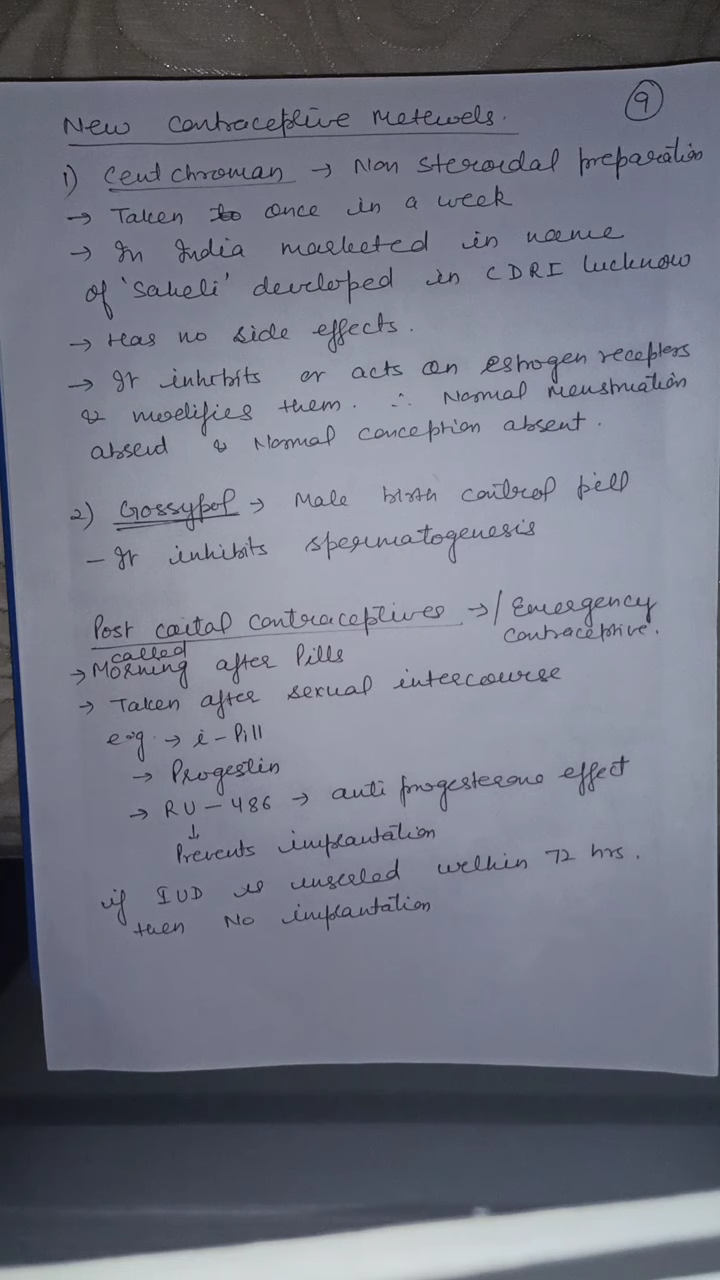 9
New Contraceptive Metewels.
1) Centchroman → Non steroidal preparation
→ Taken once in a week
→ In India marketed in name
of 'Saheli' developed in CDRI Lucknow
→ Has no side effects.
→ It inhibits or acts on estrogen recepters
& modifies them. ∴ Normal menstruation
absend & Normal conception absent.
2) Gossypol → Male birth control pill
– It inhibits spermatogenesis
Post coital contraceptives → / Emergency
contraceptive.
called
→ Morning after Pills
→ Taken after sexual intercourse
e.g. → i-Pill
→ Progestin
→ RU-486 → anti progesterone effect
↓
Prevents implantation
if IUD is inserted within 72 hrs.
then No implantation